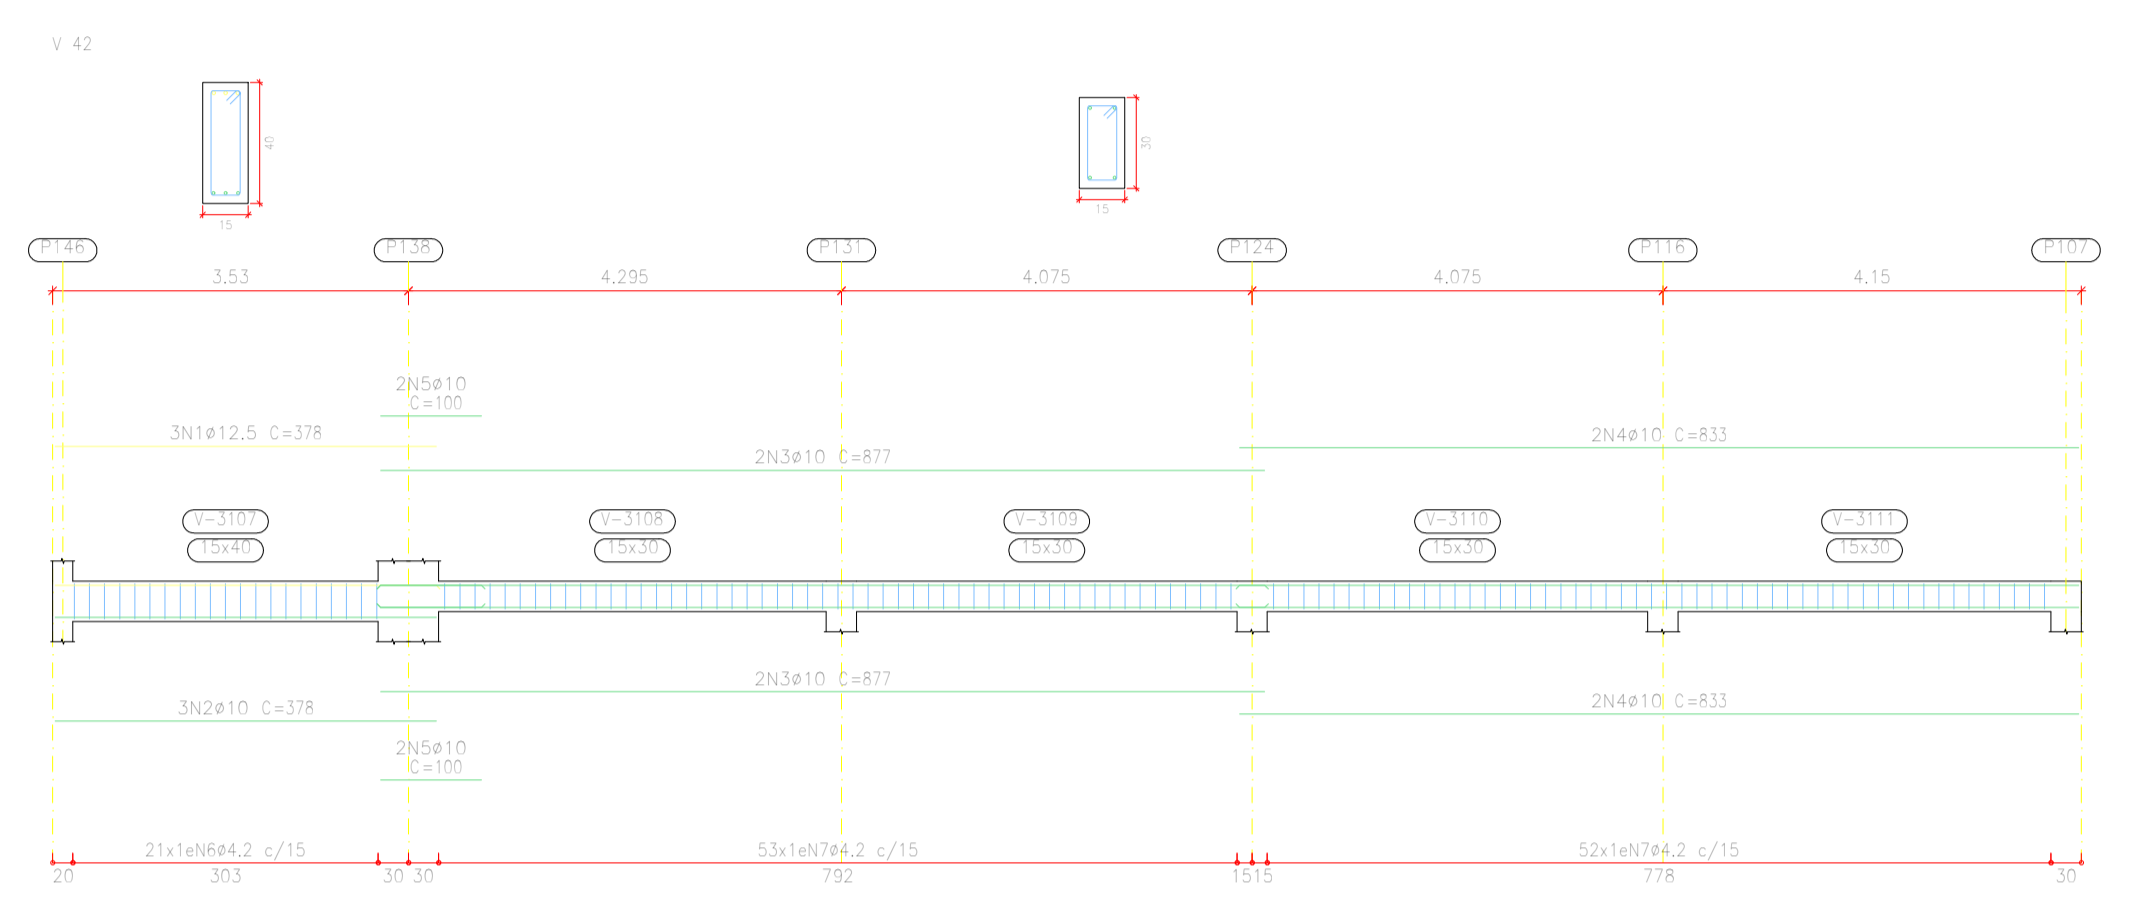 V 42
40
15
30
15
P146
P138
P131
P124
P116
P107
3.53
4.295
4.075
4.075
4.15
2N5ø10
C=100
3N1ø12.5 C=378
2N4ø10 C=833
2N3ø10 C=877
V-3107
V-3108
V-3109
V-3110
V-3111
15x40
15x30
15x30
15x30
15x30
2N3ø10 C=877
3N2ø10 C=378
2N4ø10 C=833
2N5ø10
C=100
21x1eN6ø4.2 c/15
53x1eN7ø4.2 c/15
52x1eN7ø4.2 c/15
20
303
30
30
792
15
15
778
30